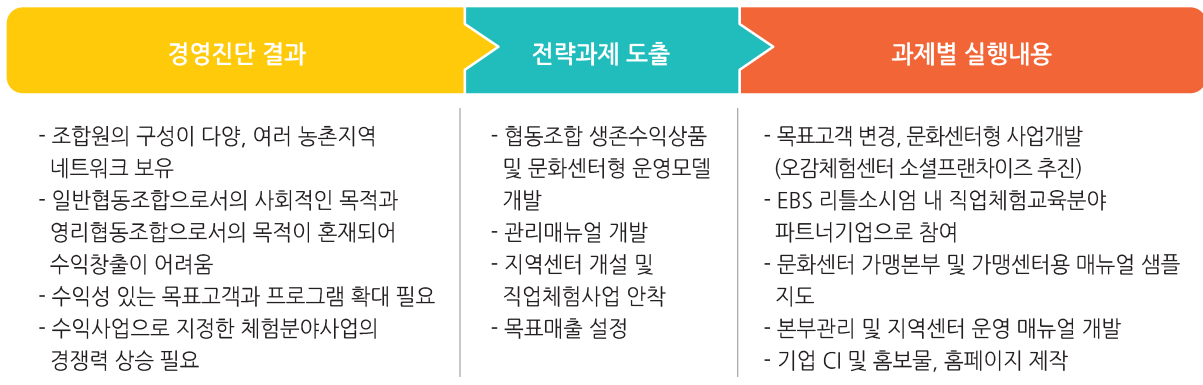 경영진단 결과
전략과제 도출
과제별 실행내용
- 조합원의 구성이 다양, 여러 농촌지역
네트워크 보유
- 일반협동조합으로서의 사회적인 목적과
영리협동조합으로서의 목적이 혼재되어
수익창출이 어려움
- 수익성 있는 목표고객과 프로그램 확대 필요
- 수익사업으로 지정한 체험분야사업의
경쟁력 상승 필요
- 협동조합 생존수익상품
및 문화센터형 운영모델
개발
- 관리매뉴얼 개발
- 지역센터 개설 및
직업체험사업 안착
- 목표매출 설정
- 목표고객 변경, 문화센터형 사업개발
(오감체험센터 소셜프랜차이즈 추진)
- EBS 리틀소시엄 내 직업체험교육분야
파트너기업으로 참여
- 문화센터 가맹본부 및 가맹센터용 매뉴얼 샘플
지도
- 본부관리 및 지역센터 운영 매뉴얼 개발
- 기업 CI 및 홍보물, 홈페이지 제작